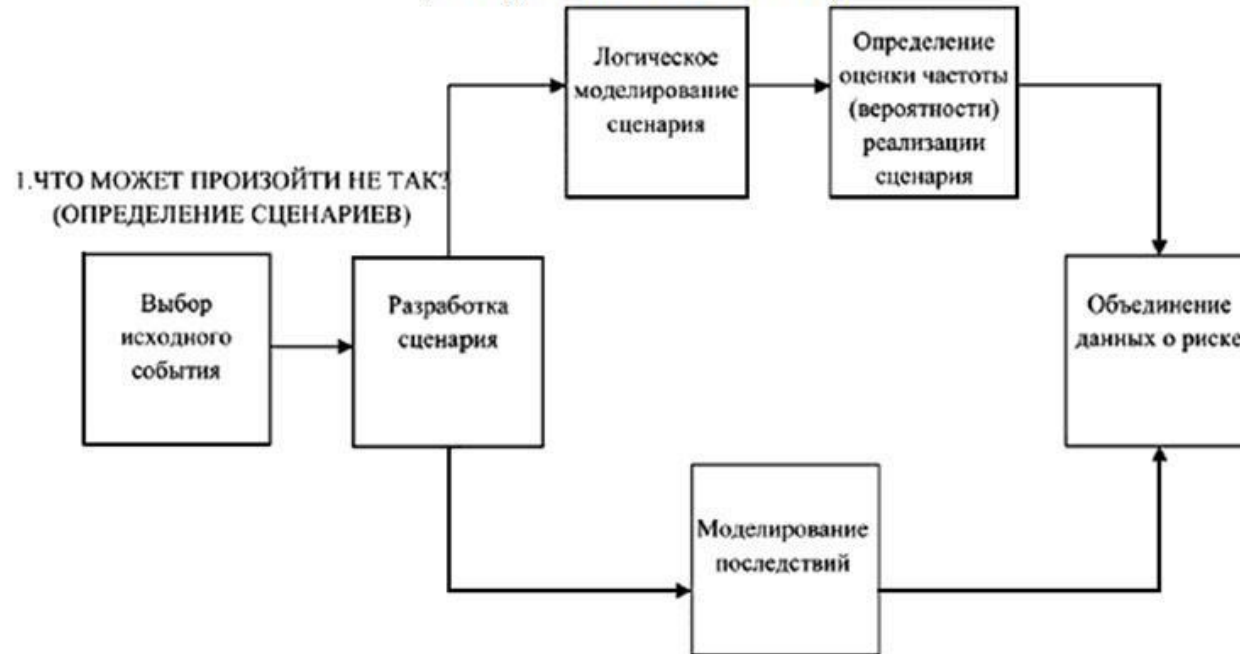 1.ЧТО МОЖЕТ ПРОИЗОЙТИ НЕ ТАК?
(ОПРЕДЕЛЕНИЕ СЦЕНАРИЕВ)
Выбор
исходного
события
Разработка
сценария
Логическое
моделирование
сценария
Определение
оценки частоты
(вероятности)
реализации
сценария
Моделирование
последствий
Объединение
данных о риске